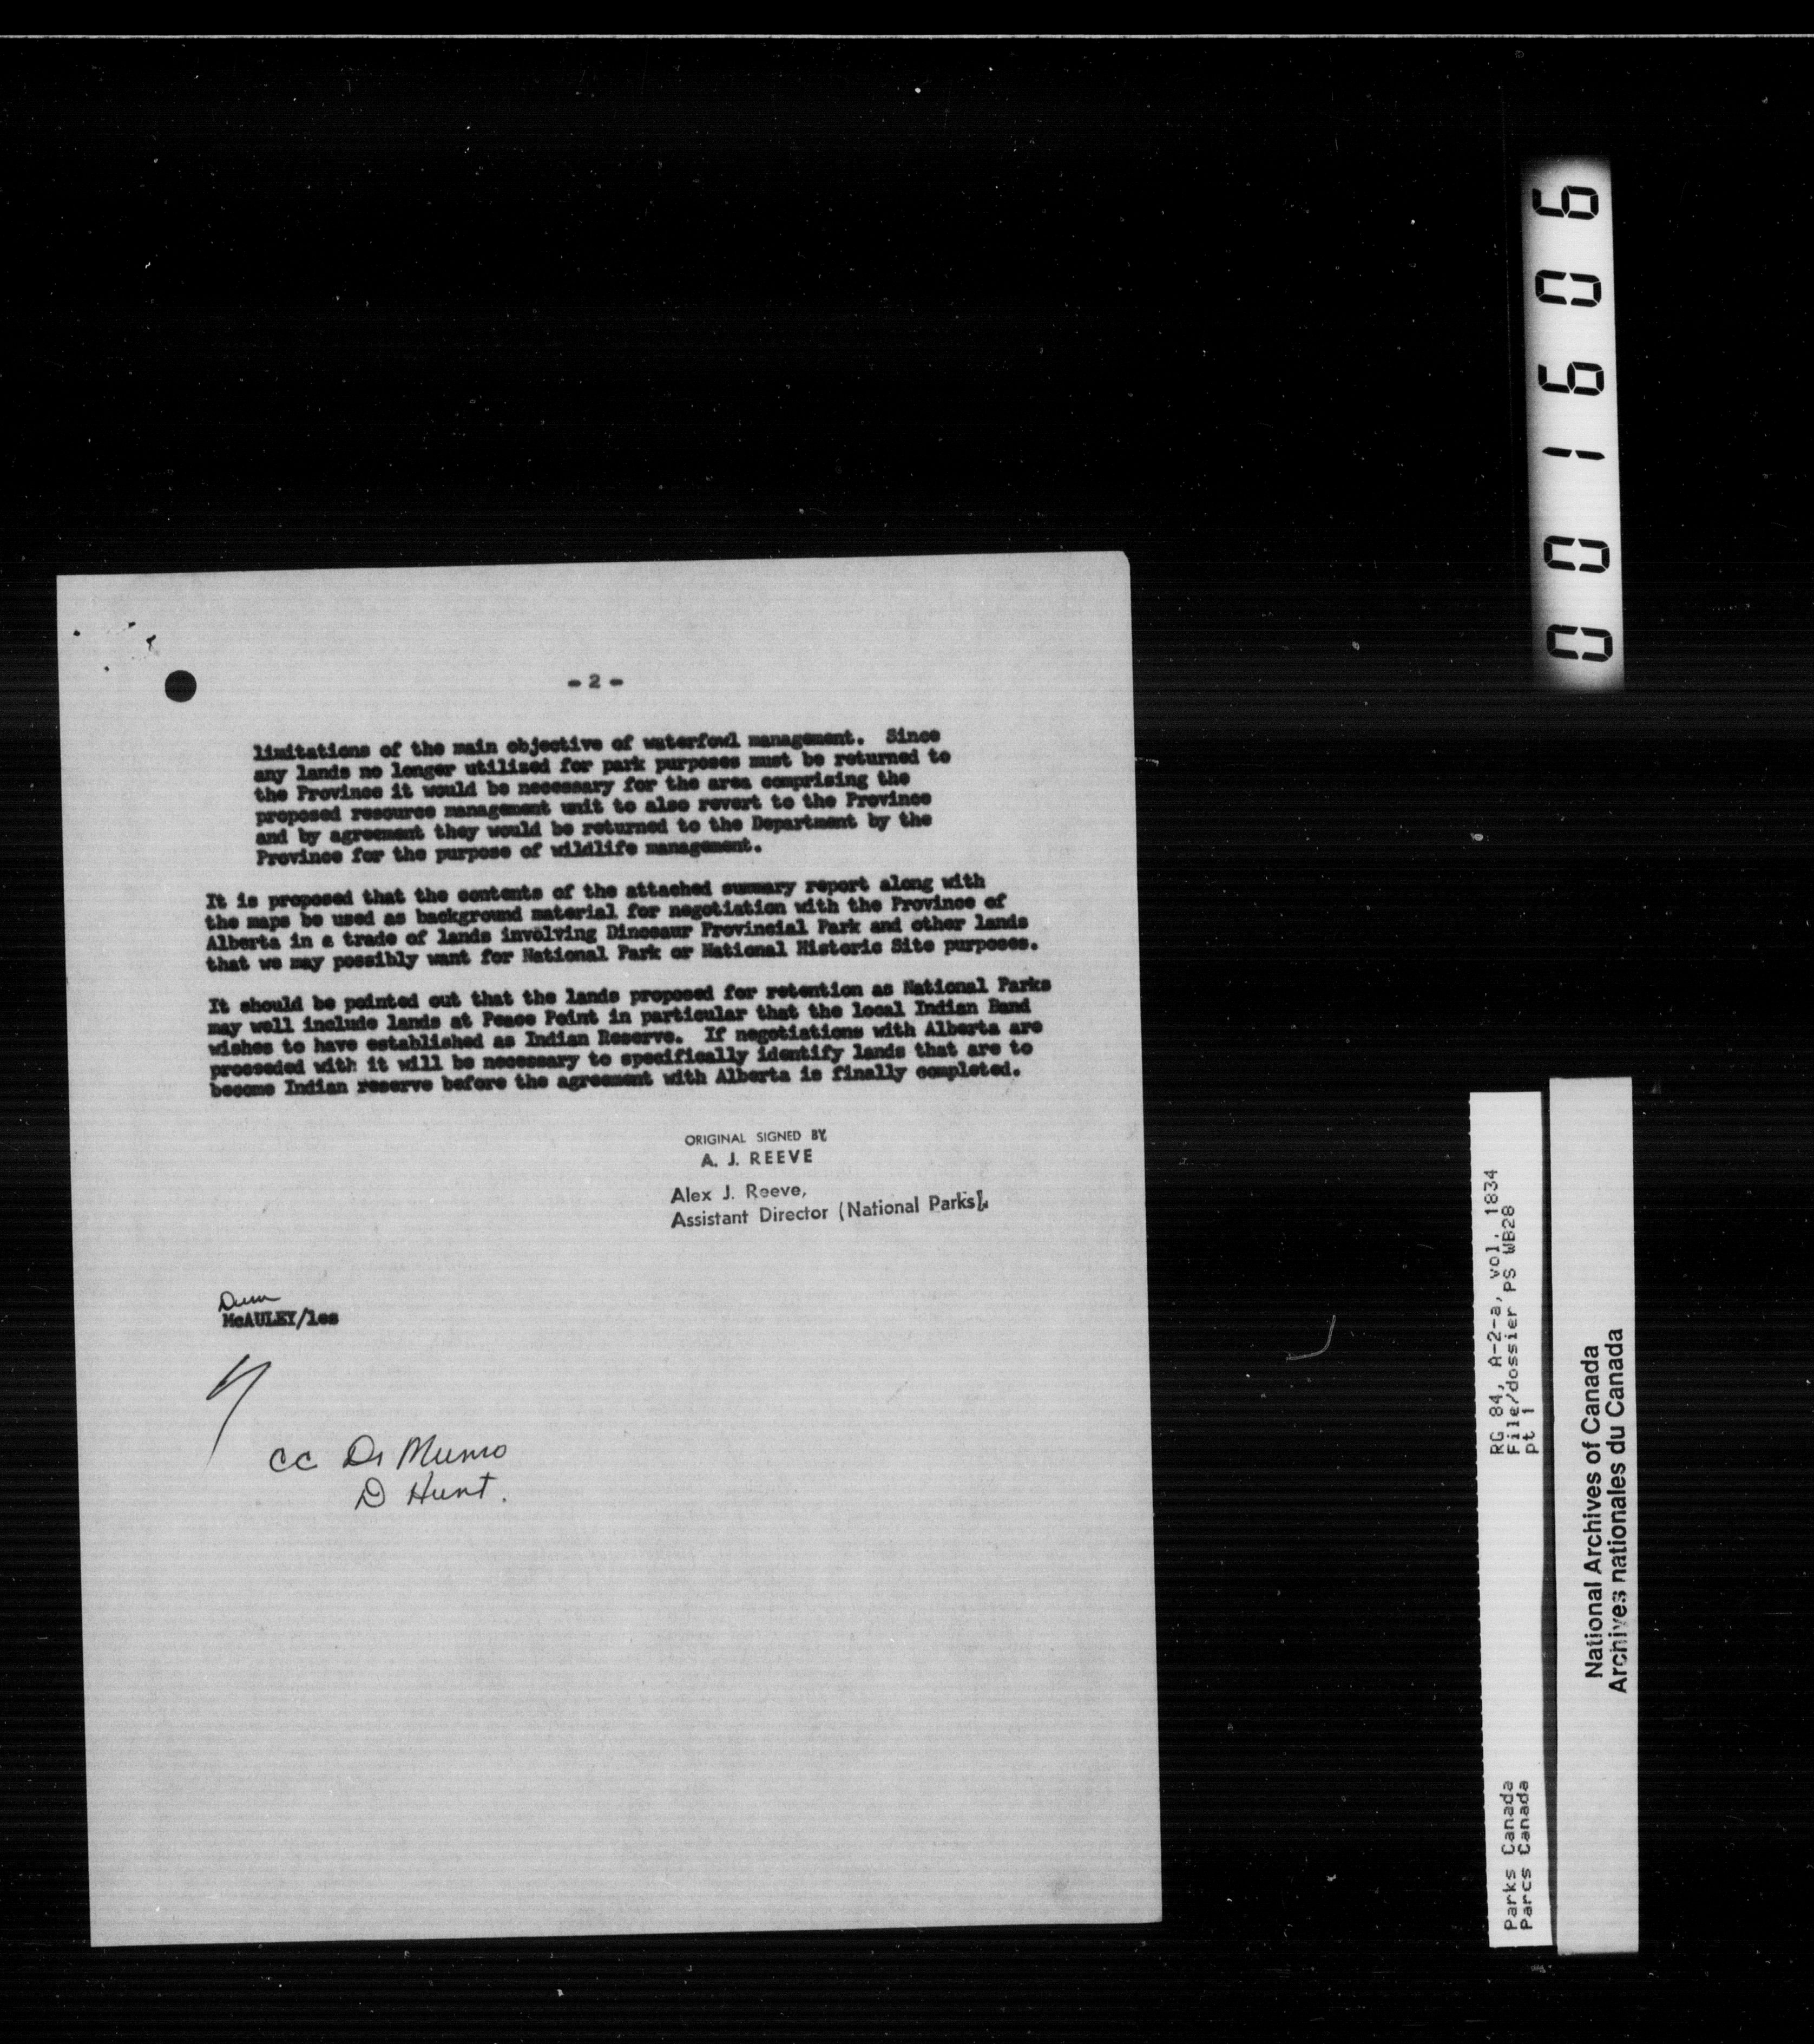 - 2 -
limitations of the main objective of waterfowl management. Since
any lands no longer utilized for park purposes must be returned to
the Province it would be necessary for the area comprising the
proposed resource management unit to also revert to the Province
and by agreement they would be returned to the Department by the
Province for the purpose of wildlife management.
It is proposed that the contents of the attached summary report along with
the maps be used as background material for negotiation with the Province of
Alberta in a trade of lands involving Dinosaur Provincial Park and other lands
that we may possibly want for National Park or National Historic Site purposes.
It should be pointed out that the lands proposed for retention as National Parks
may well include lands at Peace Point in particular that the local Indian Band
wishes to have established as Indian Reserve. If negotiations with Alberta are
proceeded with it will be necessary to specifically identify lands that are to
become Indian reserve before the agreement with Alberta is finally completed.
ORIGINAL SIGNED BY
A. J. REEVE
Alex J. Reeve,
Assistant Director (National Parks).
McAULEY/les
cc Dr Munro
D Hunt.
001606
RG 84, A-2-a, vol. 1834
File/dossier PS WB28
pt 1
Parks Canada
Parcs Canada
National Archives of Canada
Archives nationales du Canada